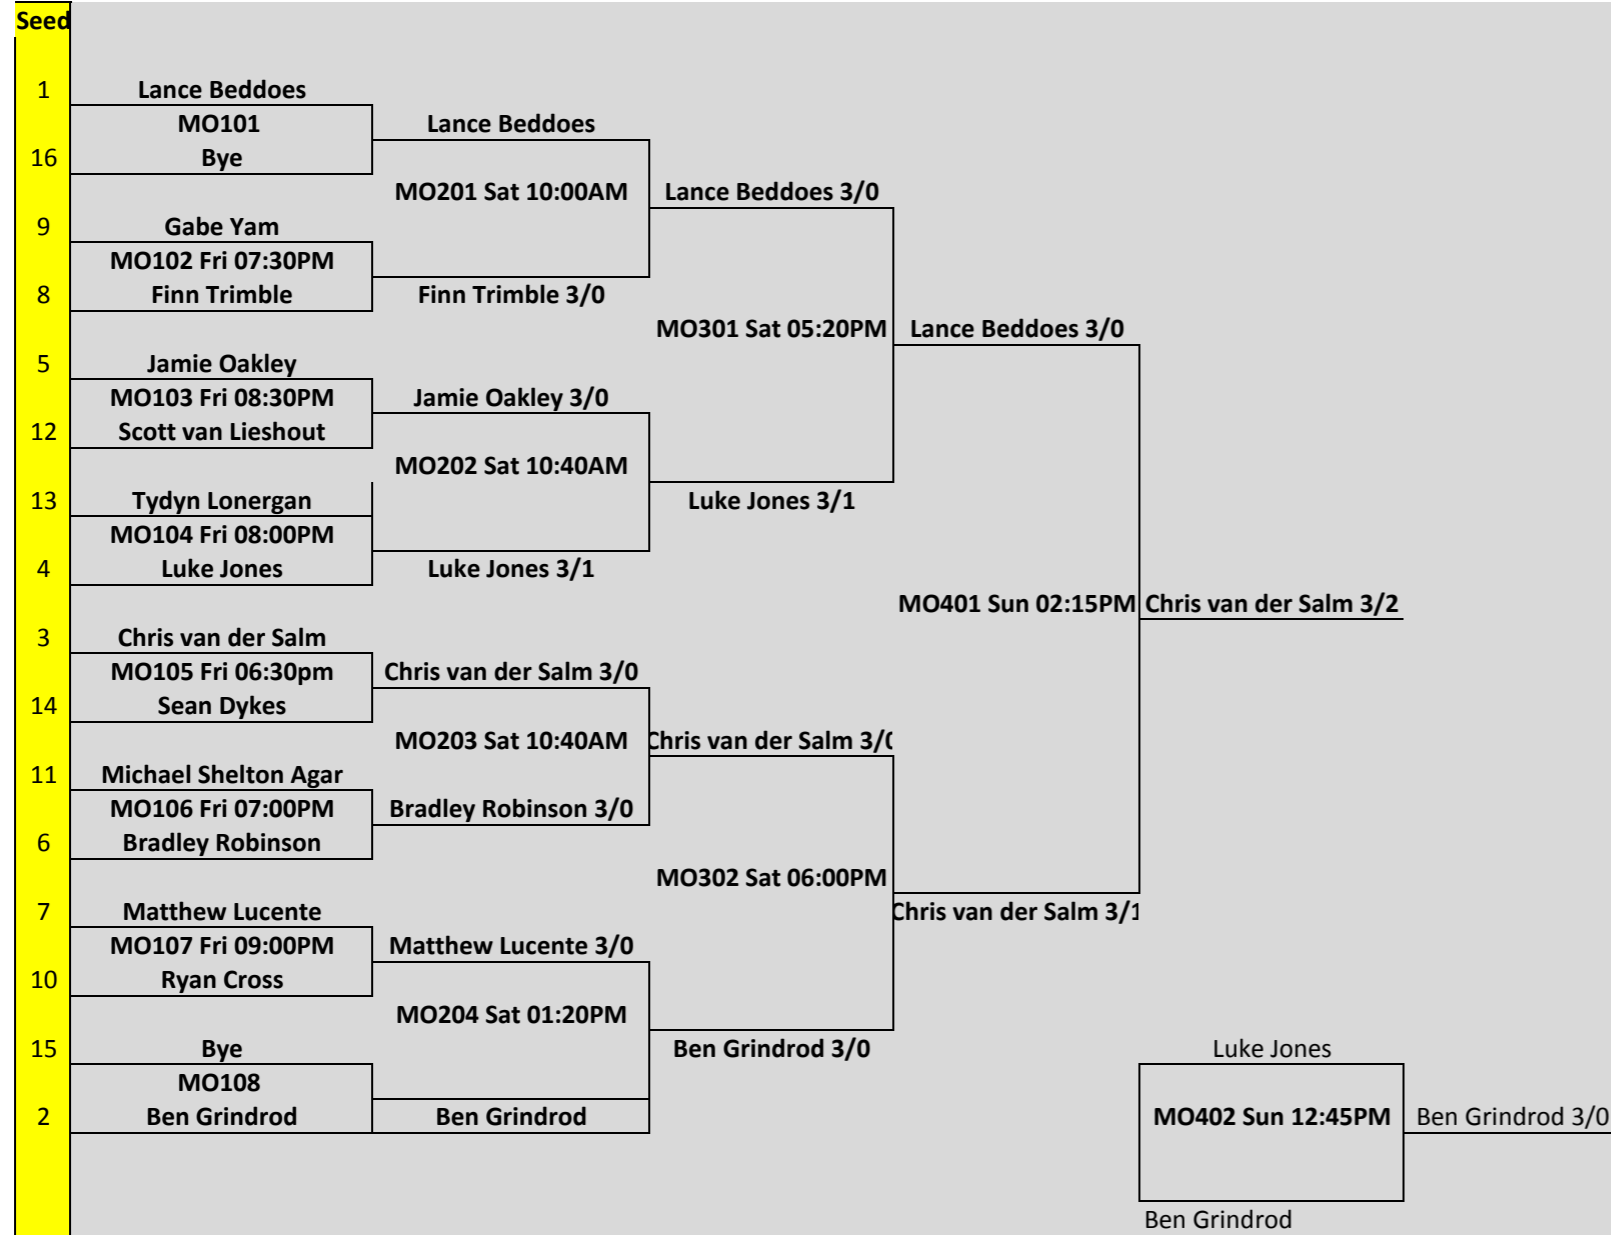 Seed
1 Lance Beddoes
MO101 Lance Beddoes
16 Bye
MO201 Sat 10:00AM Lance Beddoes 3/0
9 Gabe Yam
MO102 Fri 07:30PM
8 Finn Trimble Finn Trimble 3/0
MO301 Sat 05:20PM Lance Beddoes 3/0
5 Jamie Oakley
MO103 Fri 08:30PM Jamie Oakley 3/0
12 Scott van Lieshout
MO202 Sat 10:40AM
13 Tydyn Lonergan Luke Jones 3/1
MO104 Fri 08:00PM
4 Luke Jones Luke Jones 3/1
MO401 Sun 02:15PM Chris van der Salm 3/2
3 Chris van der Salm
MO105 Fri 06:30pm Chris van der Salm 3/0
14 Sean Dykes
MO203 Sat 10:40AM Chris van der Salm 3/0
11 Michael Shelton Agar
MO106 Fri 07:00PM Bradley Robinson 3/0
6 Bradley Robinson
MO302 Sat 06:00PM
7 Matthew Lucente Chris van der Salm 3/1
MO107 Fri 09:00PM Matthew Lucente 3/0
10 Ryan Cross
MO204 Sat 01:20PM
15 Bye Ben Grindrod 3/0 Luke Jones
MO108
2 Ben Grindrod Ben Grindrod MO402 Sun 12:45PM Ben Grindrod 3/0
Ben Grindrod